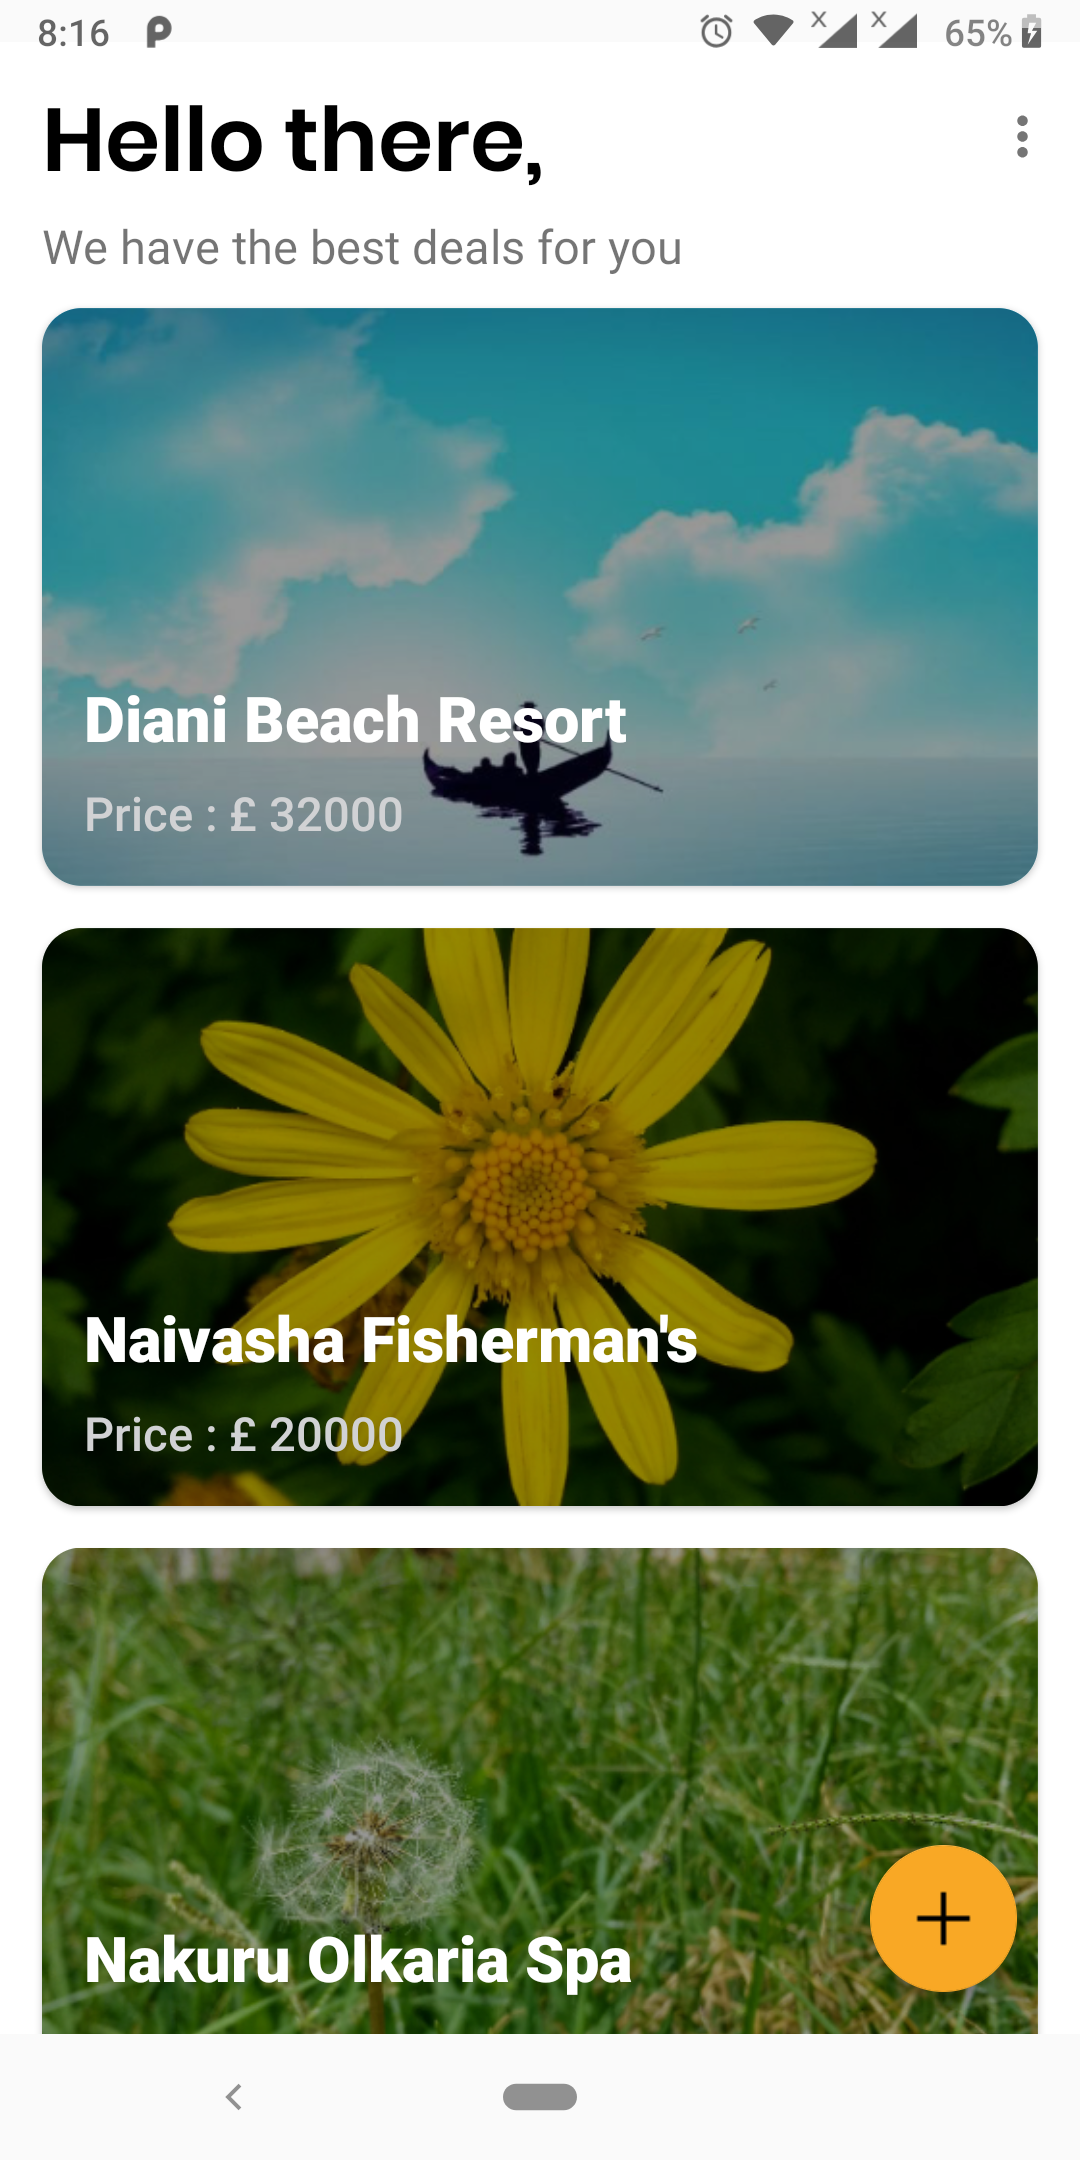 8:16
65%
Hello there,
We have the best deals for you
Diani Beach Resort
Price : £ 32000
Naivasha Fisherman's
Price : £ 20000
Nakuru Olkaria Spa